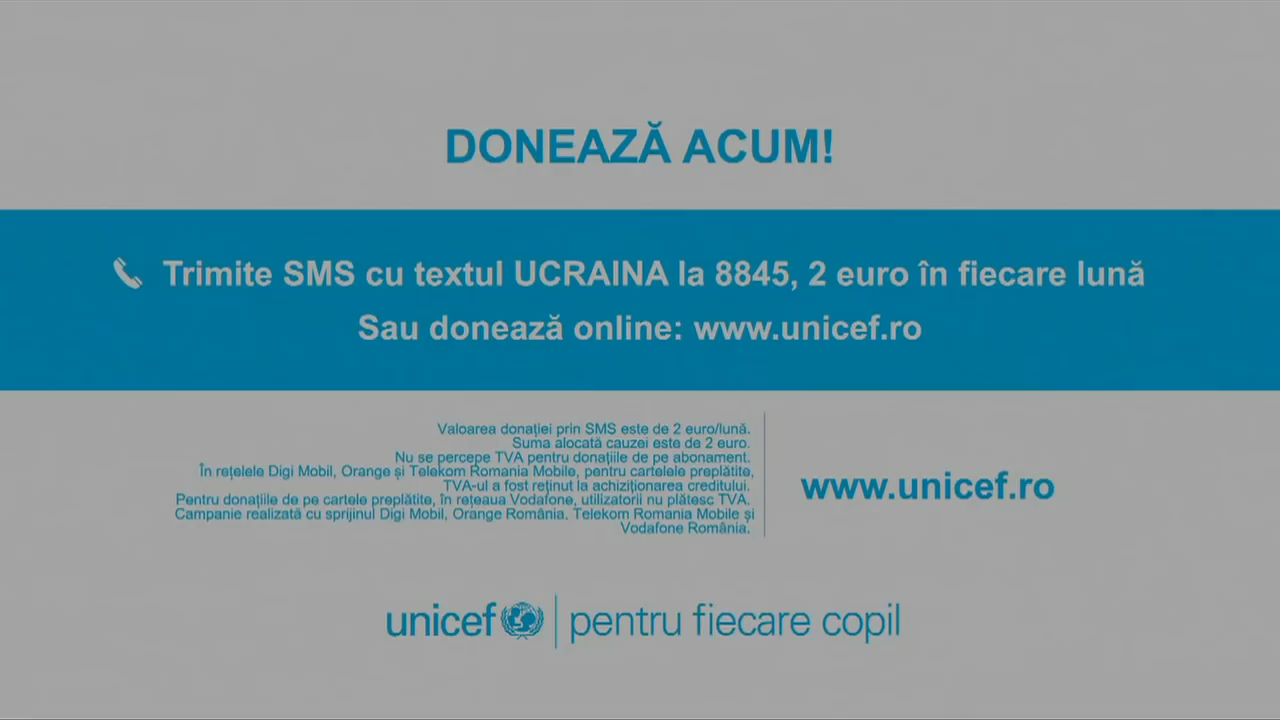 DONEAZĂ ACUM!
Trimite SMS cu textul UCRAINA la 8845, 2 euro în fiecare lună
Sau donează online: www.unicef.ro
Valoarea donației prin SMS este de 2 euro/lună.
Suma alocată cauzei este de 2 euro.
Nu se percepe TVA pentru donațiile de pe abonament.
În rețelele Digi Mobil, Orange și Telekom Romania Mobile, pentru cartelele preplătite,
TVA-ul a fost reținut la achiziționarea creditului.
Pentru donațiile de pe cartele preplătite, în rețeaua Vodafone, utilizatorii nu plătesc TVA.
Campanie realizată cu sprijinul Digi Mobil, Orange România, Telekom Romania Mobile și
Vodafone România.
www.unicef.ro
unicef
pentru fiecare copil